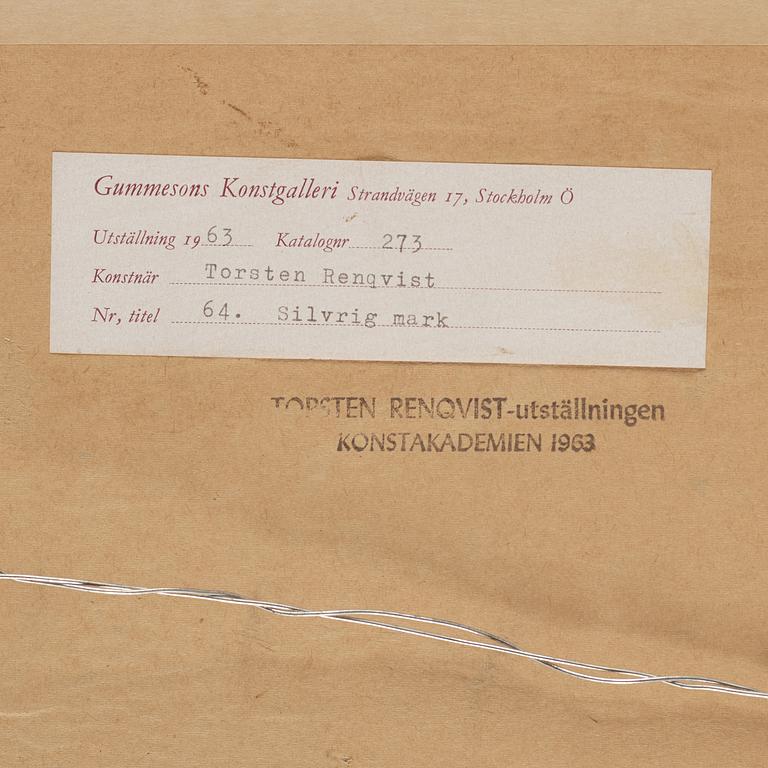 Gummesons Konstgalleri Strandvägen 17, Stockholm Ö
Utställning 1963 Katalognr 273
Konstnär Torsten Renqvist
Nr, titel 64. Silvrig mark
TORSTEN RENQVIST-utställningen
KONSTAKADEMIEN 1963